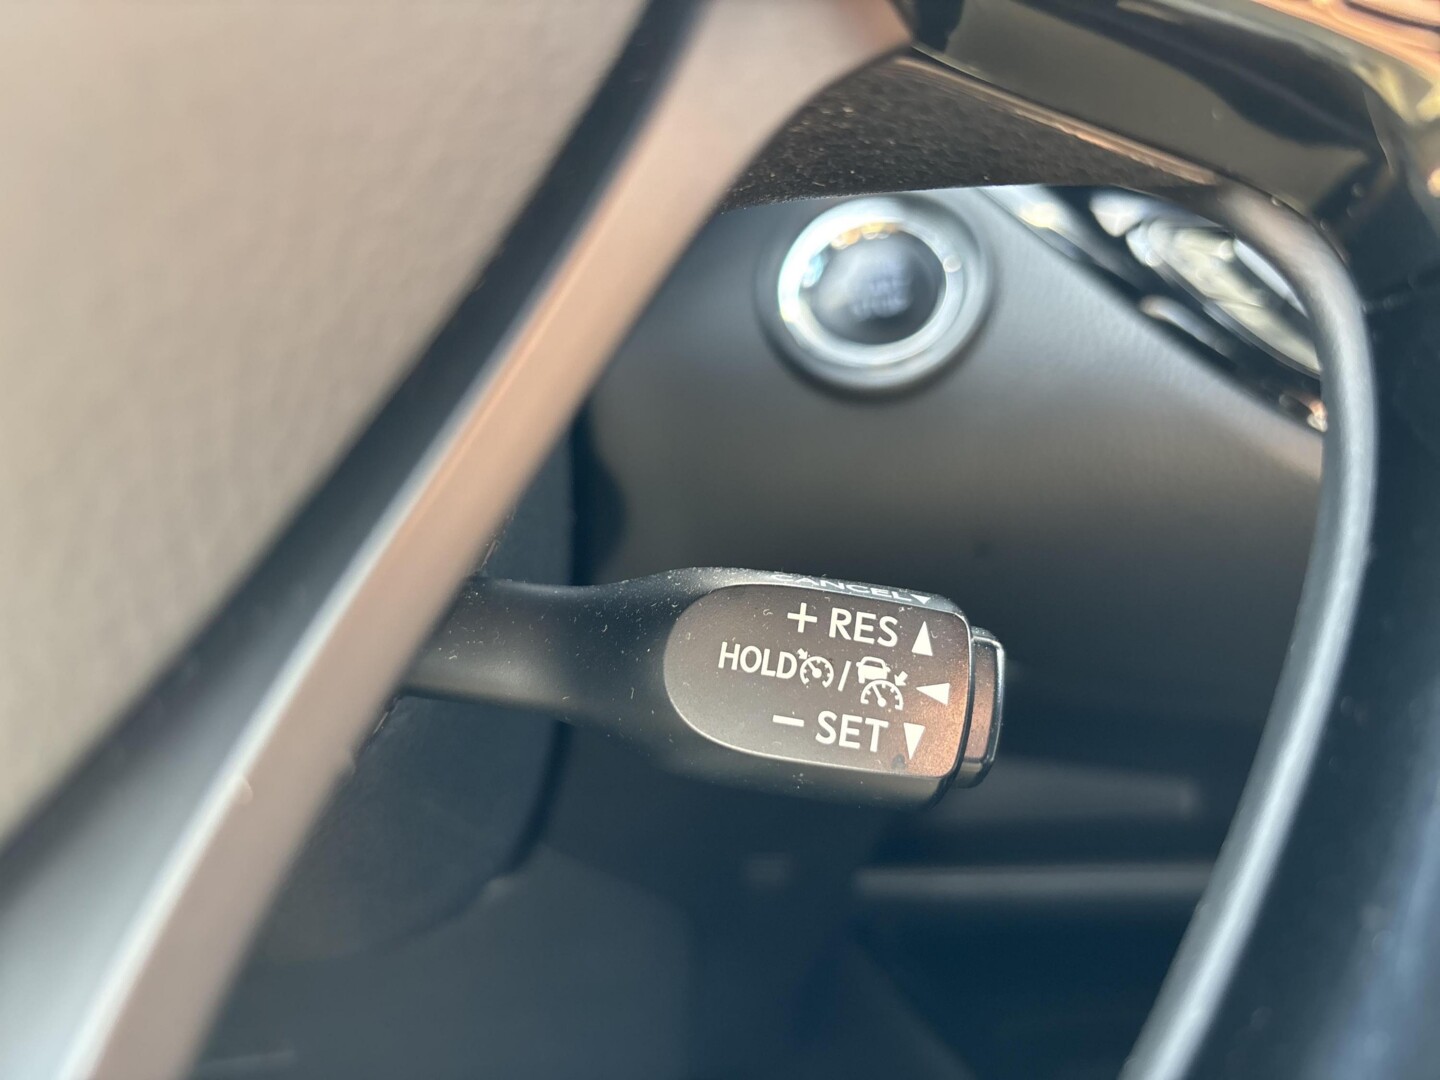 CANCEL▼
+ RES ▲
HOLD / ◀
− SET ▼